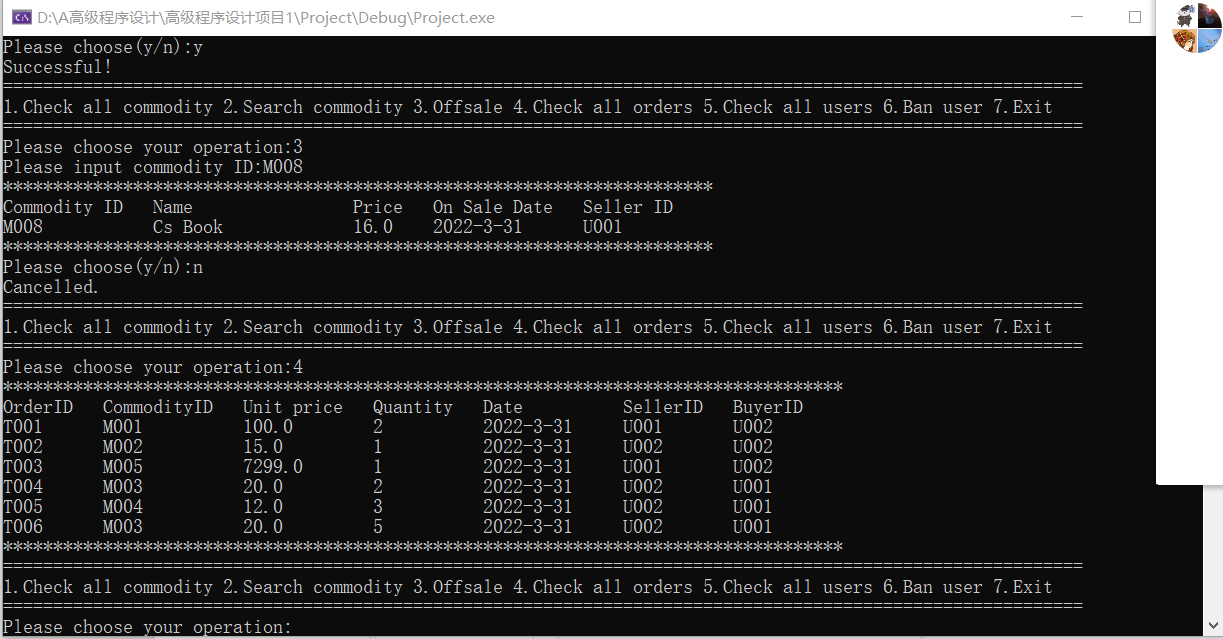 D:\A高级程序设计\高级程序设计项目1\Project\Debug\Project.exe
Please choose(y/n):y
Successful!
============================================================================================================
1.Check all commodity 2.Search commodity 3.Offsale 4.Check all orders 5.Check all users 6.Ban user 7.Exit
============================================================================================================
Please choose your operation:3
Please input commodity ID:M008
***********************************************************************
Commodity ID   Name                Price   On Sale Date   Seller ID
M008           Cs Book             16.0    2022-3-31      U001
***********************************************************************
Please choose(y/n):n
Cancelled.
============================================================================================================
1.Check all commodity 2.Search commodity 3.Offsale 4.Check all orders 5.Check all users 6.Ban user 7.Exit
============================================================================================================
Please choose your operation:4
************************************************************************************
OrderID   CommodityID   Unit price   Quantity   Date          SellerID   BuyerID
T001      M001          100.0        2          2022-3-31     U001       U002
T002      M002          15.0         1          2022-3-31     U002       U002
T003      M005          7299.0       1          2022-3-31     U001       U002
T004      M003          20.0         2          2022-3-31     U002       U001
T005      M004          12.0         3          2022-3-31     U002       U001
T006      M003          20.0         5          2022-3-31     U002       U001
************************************************************************************
============================================================================================================
1.Check all commodity 2.Search commodity 3.Offsale 4.Check all orders 5.Check all users 6.Ban user 7.Exit
============================================================================================================
Please choose your operation: